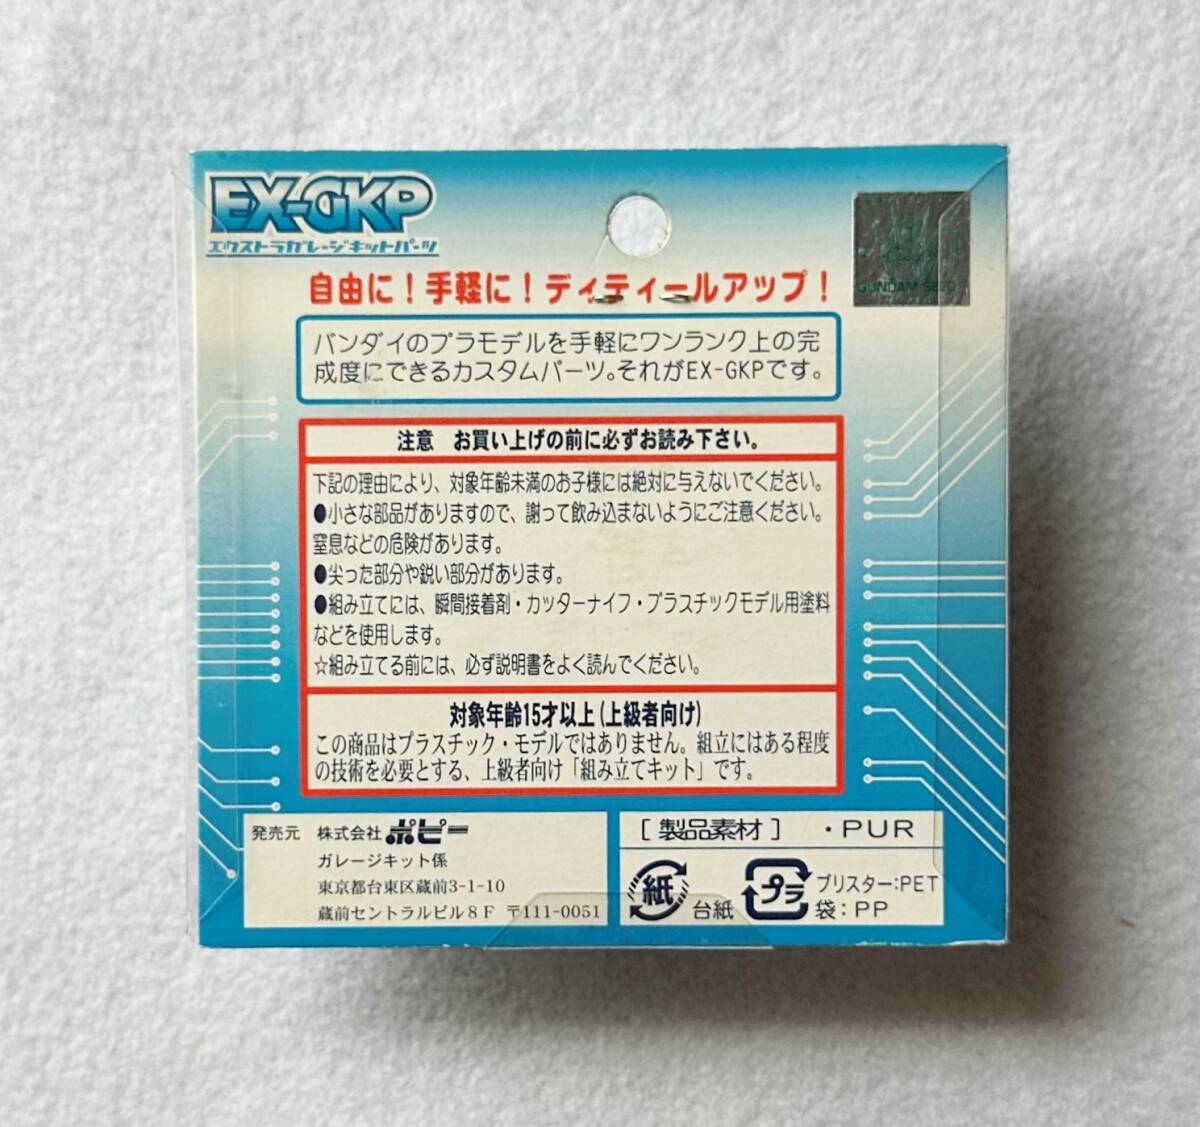 EX-GKP
エクストラガレージキットパーツ
GUNDAM SEED
自由に！手軽に！ディティールアップ！
バンダイのプラモデルを手軽にワンランク上の完
成度にできるカスタムパーツ。それがEX-GKPです。
注意　お買い上げの前に必ずお読み下さい。
下記の理由により、対象年齢未満のお子様には絶対に与えないでください。
●小さな部品がありますので、謝って飲み込まないようにご注意ください。
窒息などの危険があります。
●尖った部分や鋭い部分があります。
●組み立てには、瞬間接着剤・カッターナイフ・プラスチックモデル用塗料
などを使用します。
☆組み立てる前には、必ず説明書をよく読んでください。
対象年齢15才以上（上級者向け）
この商品はプラスチック・モデルではありません。組立にはある程度
の技術を必要とする、上級者向け「組み立てキット」です。
発売元　株式会社ポピー
ガレージキット係
東京都台東区蔵前3-1-10
蔵前セントラルビル８Ｆ　〒111-0051
［製品素材］　・PUR
紙 台紙
プラ ブリスター：PET
袋：PP